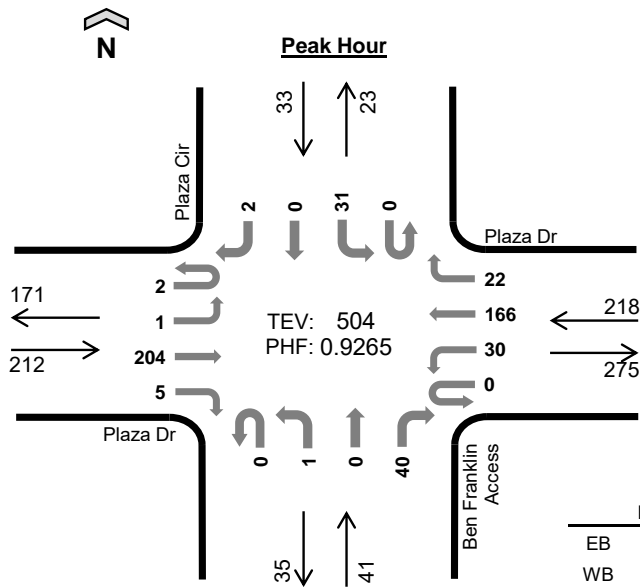 N
Peak Hour
33
23
Plaza Cir
2
0
31
0
Plaza Dr
171
212
2
1
204
5
TEV: 504
PHF: 0.9265
22
166
30
0
218
275
Plaza Dr
0
1
0
40
Ben Franklin
Access
35
41
EB
WB